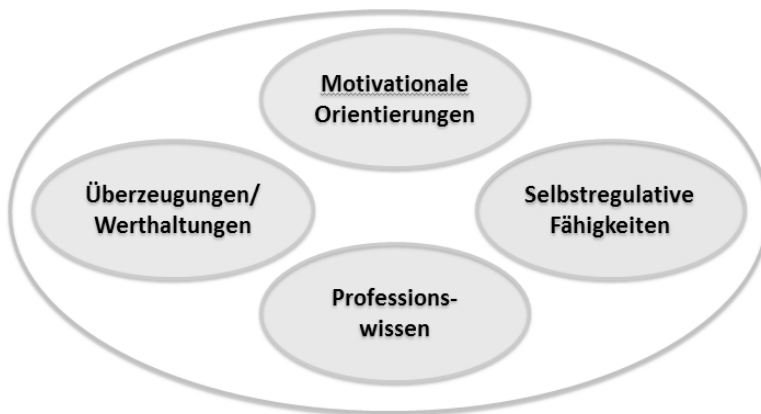 Motivationale
Orientierungen
Überzeugungen/
Werthaltungen
Selbstregulative
Fähigkeiten
Professions-
wissen